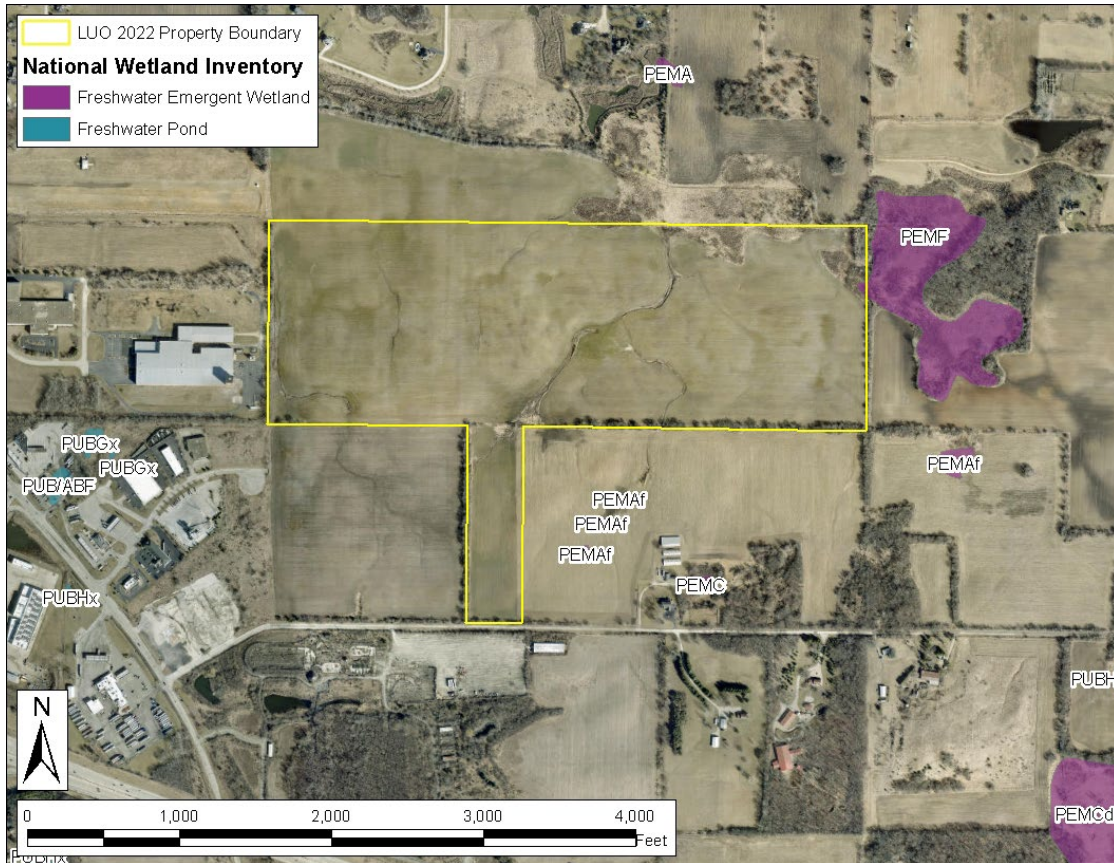 LUO 2022 Property Boundary
National Wetland Inventory
Freshwater Emergent Wetland
Freshwater Pond
PEMA
PEMF
PUBGx
PUBGx
PUB/ABF
PEMAf
PEMAf
PEMAf
PEMAf
PEMC
PUBHx
PUBH
N
0 1,000 2,000 3,000 4,000
Feet
PEMCd
PUBHx